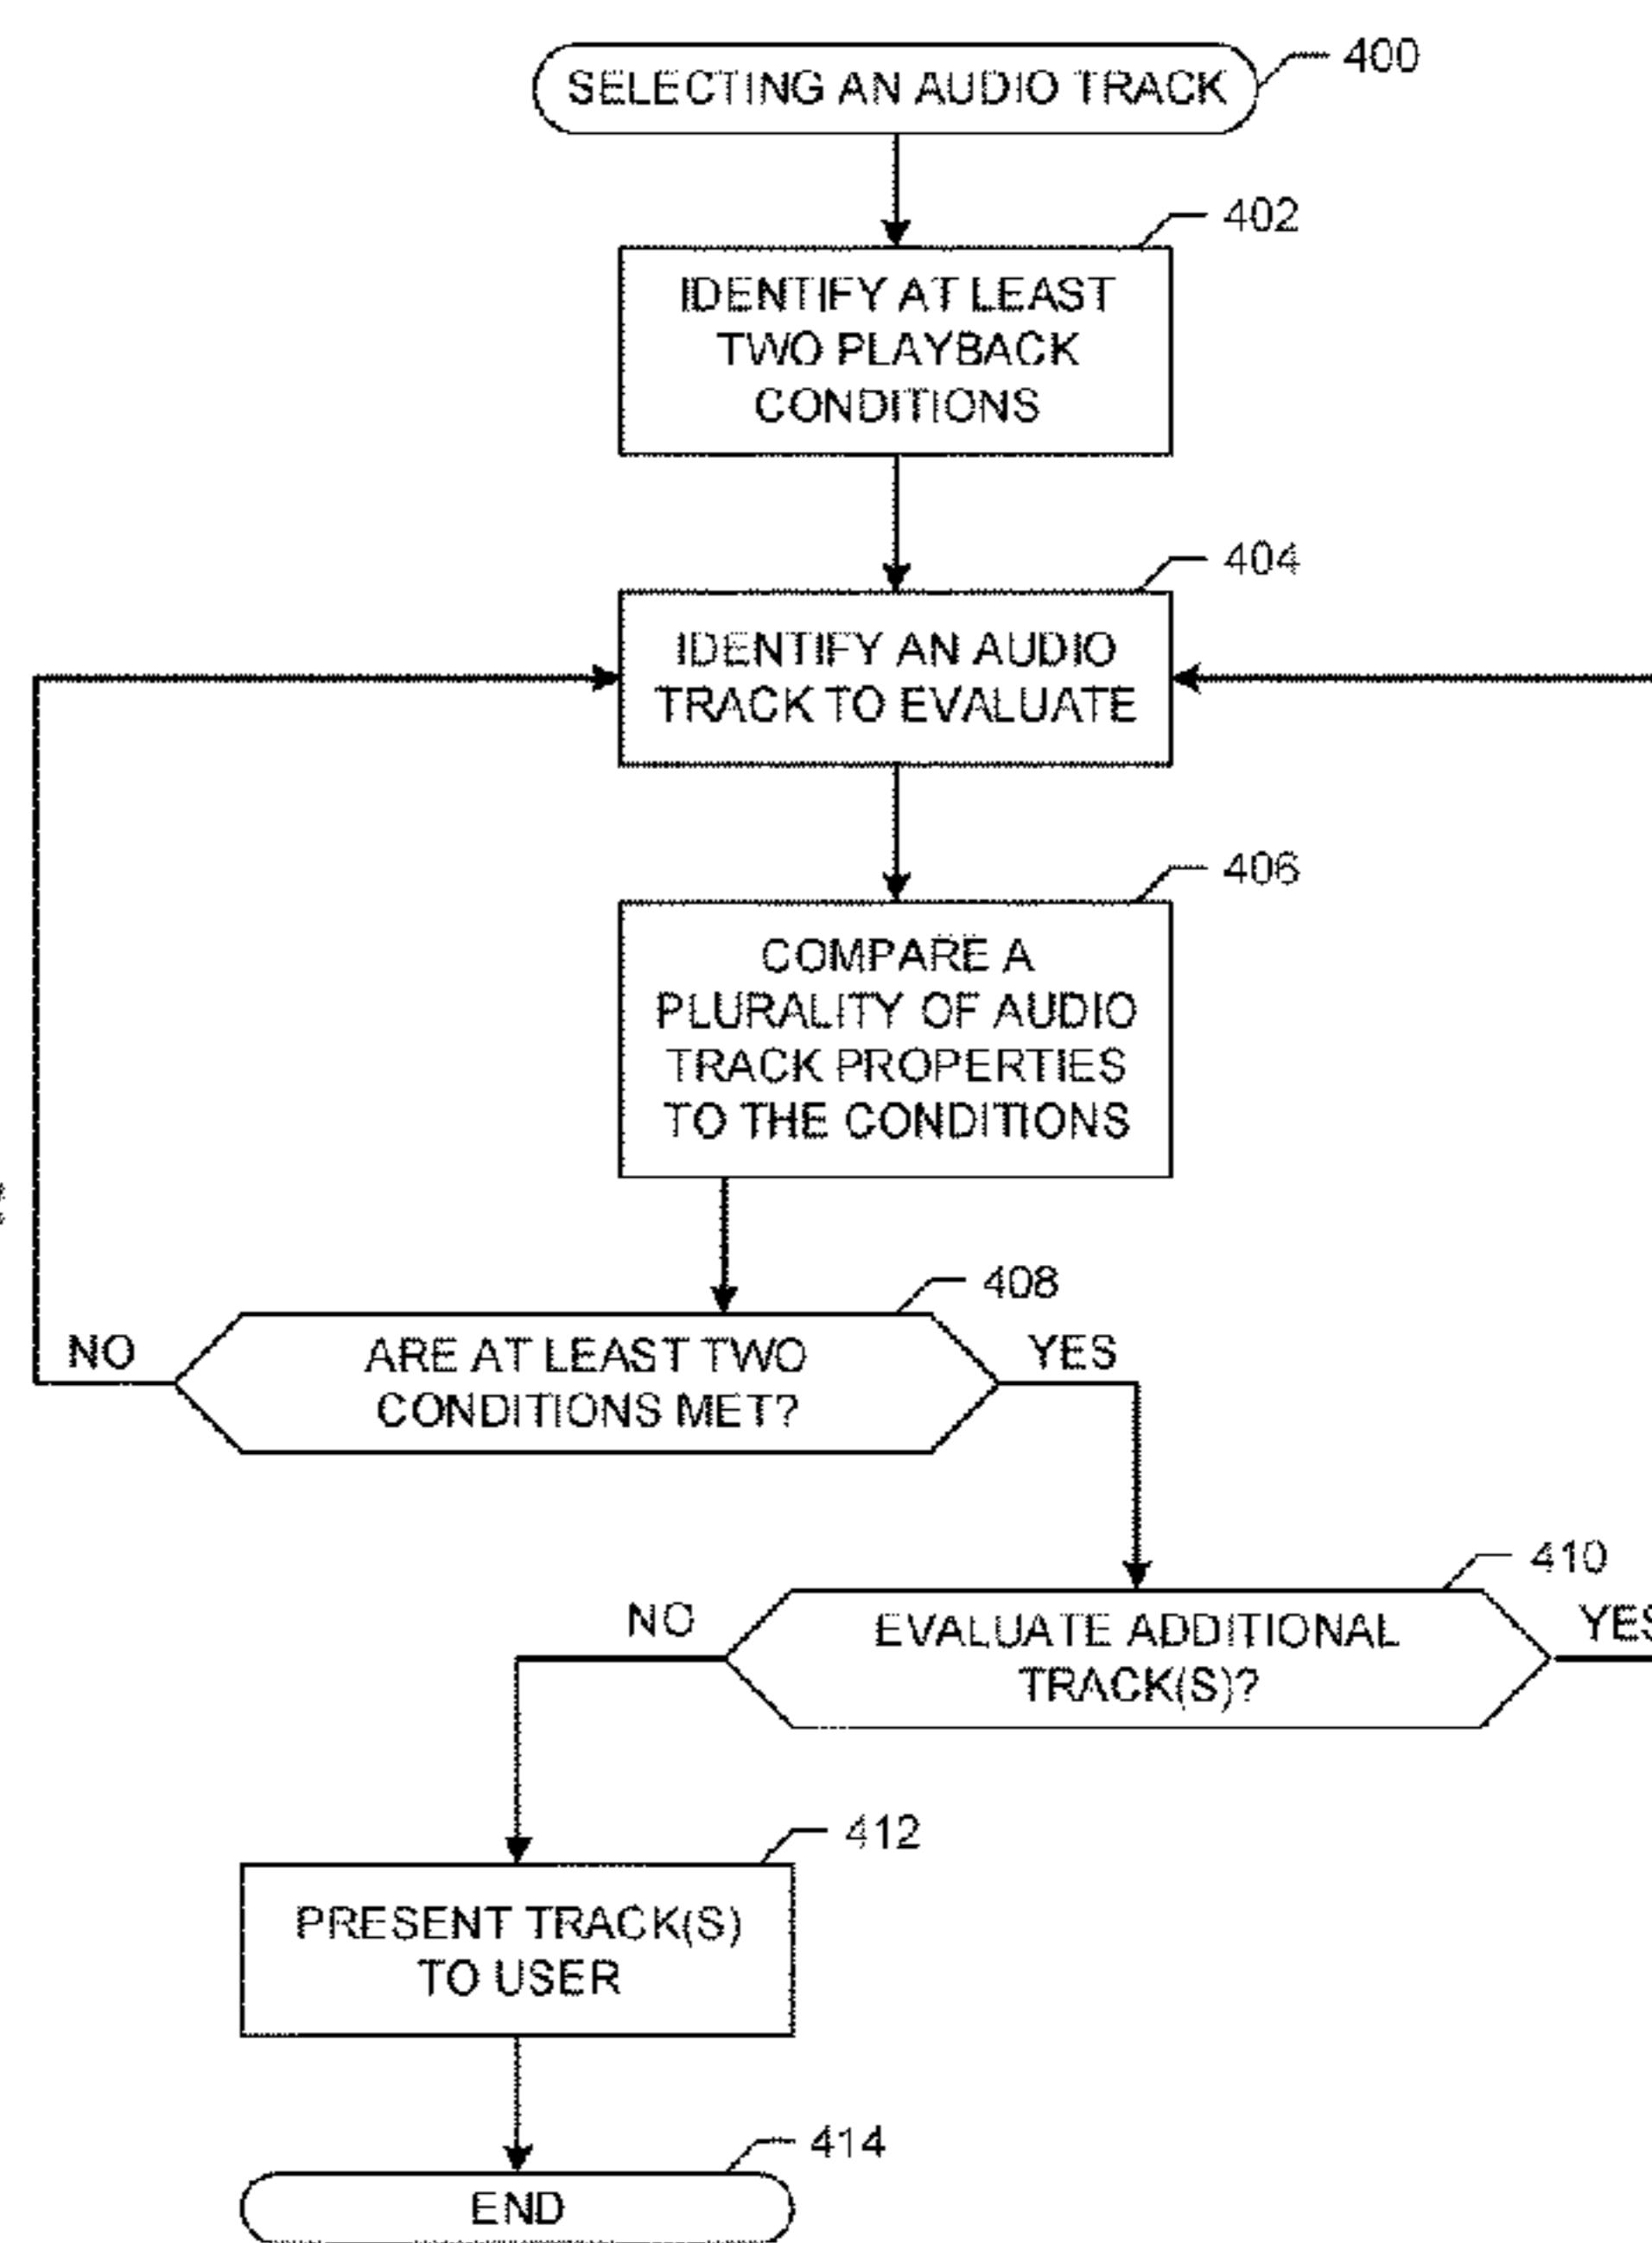 SELECTING AN AUDIO TRACK
400
402
IDENTIFY AT LEAST
TWO PLAYBACK
CONDITIONS
404
IDENTIFY AN AUDIO
TRACK TO EVALUATE
406
COMPARE A
PLURALITY OF AUDIO
TRACK PROPERTIES
TO THE CONDITIONS
408
NO
ARE AT LEAST TWO
CONDITIONS MET?
YES
410
NO
EVALUATE ADDITIONAL
TRACK(S)?
YES
412
PRESENT TRACK(S)
TO USER
414
END